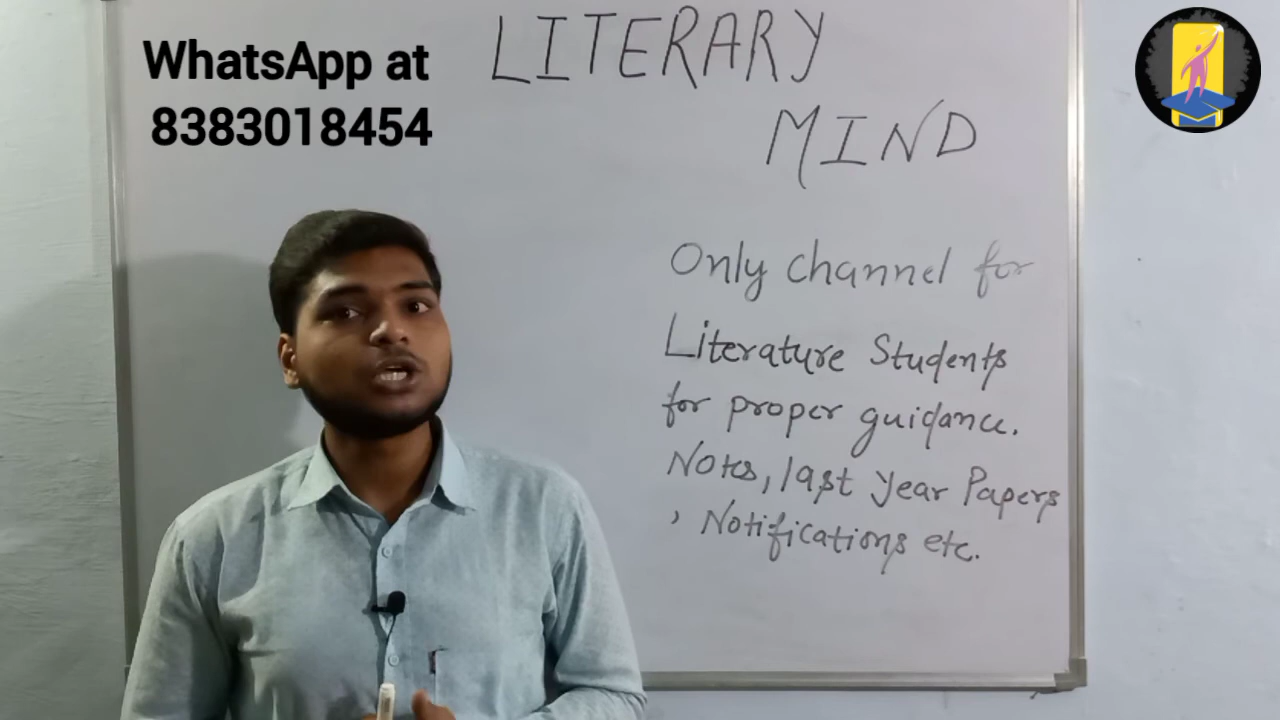 WhatsApp at
8383018454
LITERARY
MIND
Only channel for
Literature Students
for proper guidance.
Notes, last year Papers
, Notifications etc.